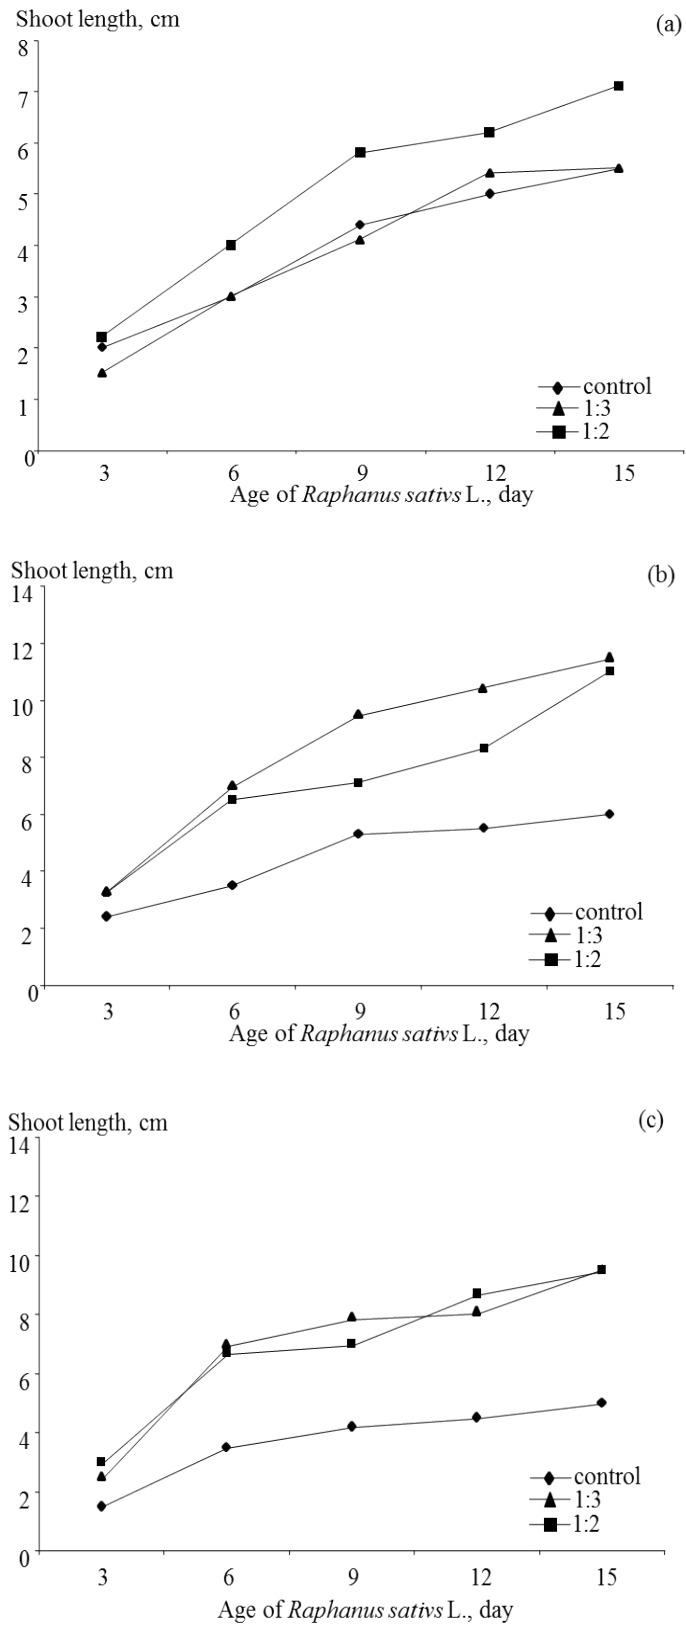 Shoot length, cm
(a)
8
7
6
5
4
3
2
1
0
3 6 9 12 15
control
1:3
1:2
Age of Raphanus sativs L., day
Shoot length, cm
(b)
14
12
10
8
6
4
2
0
3 6 9 12 15
control
1:3
1:2
Age of Raphanus sativs L., day
Shoot length, cm
(c)
14
12
10
8
6
4
2
0
3 6 9 12 15
control
1:3
1:2
Age of Raphanus sativs L., day